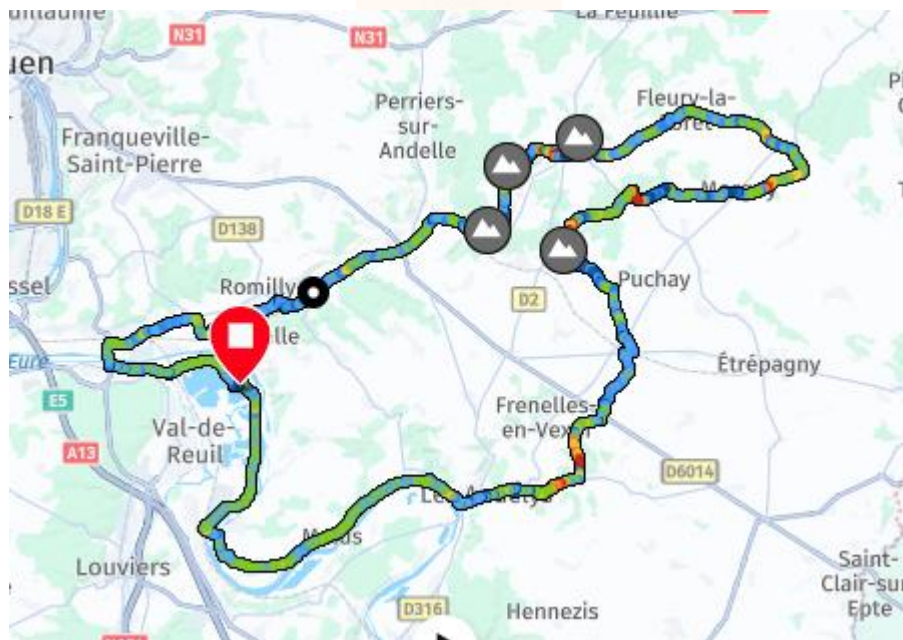 N31
N31
La Feuillie
uen
Perriers-
sur-
Andelle
Fleury-la-
Franqueville-
Saint-Pierre
D18 E
D138
Romilly
Puchay
ssel
D2
elle
Eure
Étrépagny
E5
Frenelles-
en-Vexin
Val-de-
Reuil
A13
D6014
Louviers
Saint-
Clair-sur
Epte
D316
Hennezis